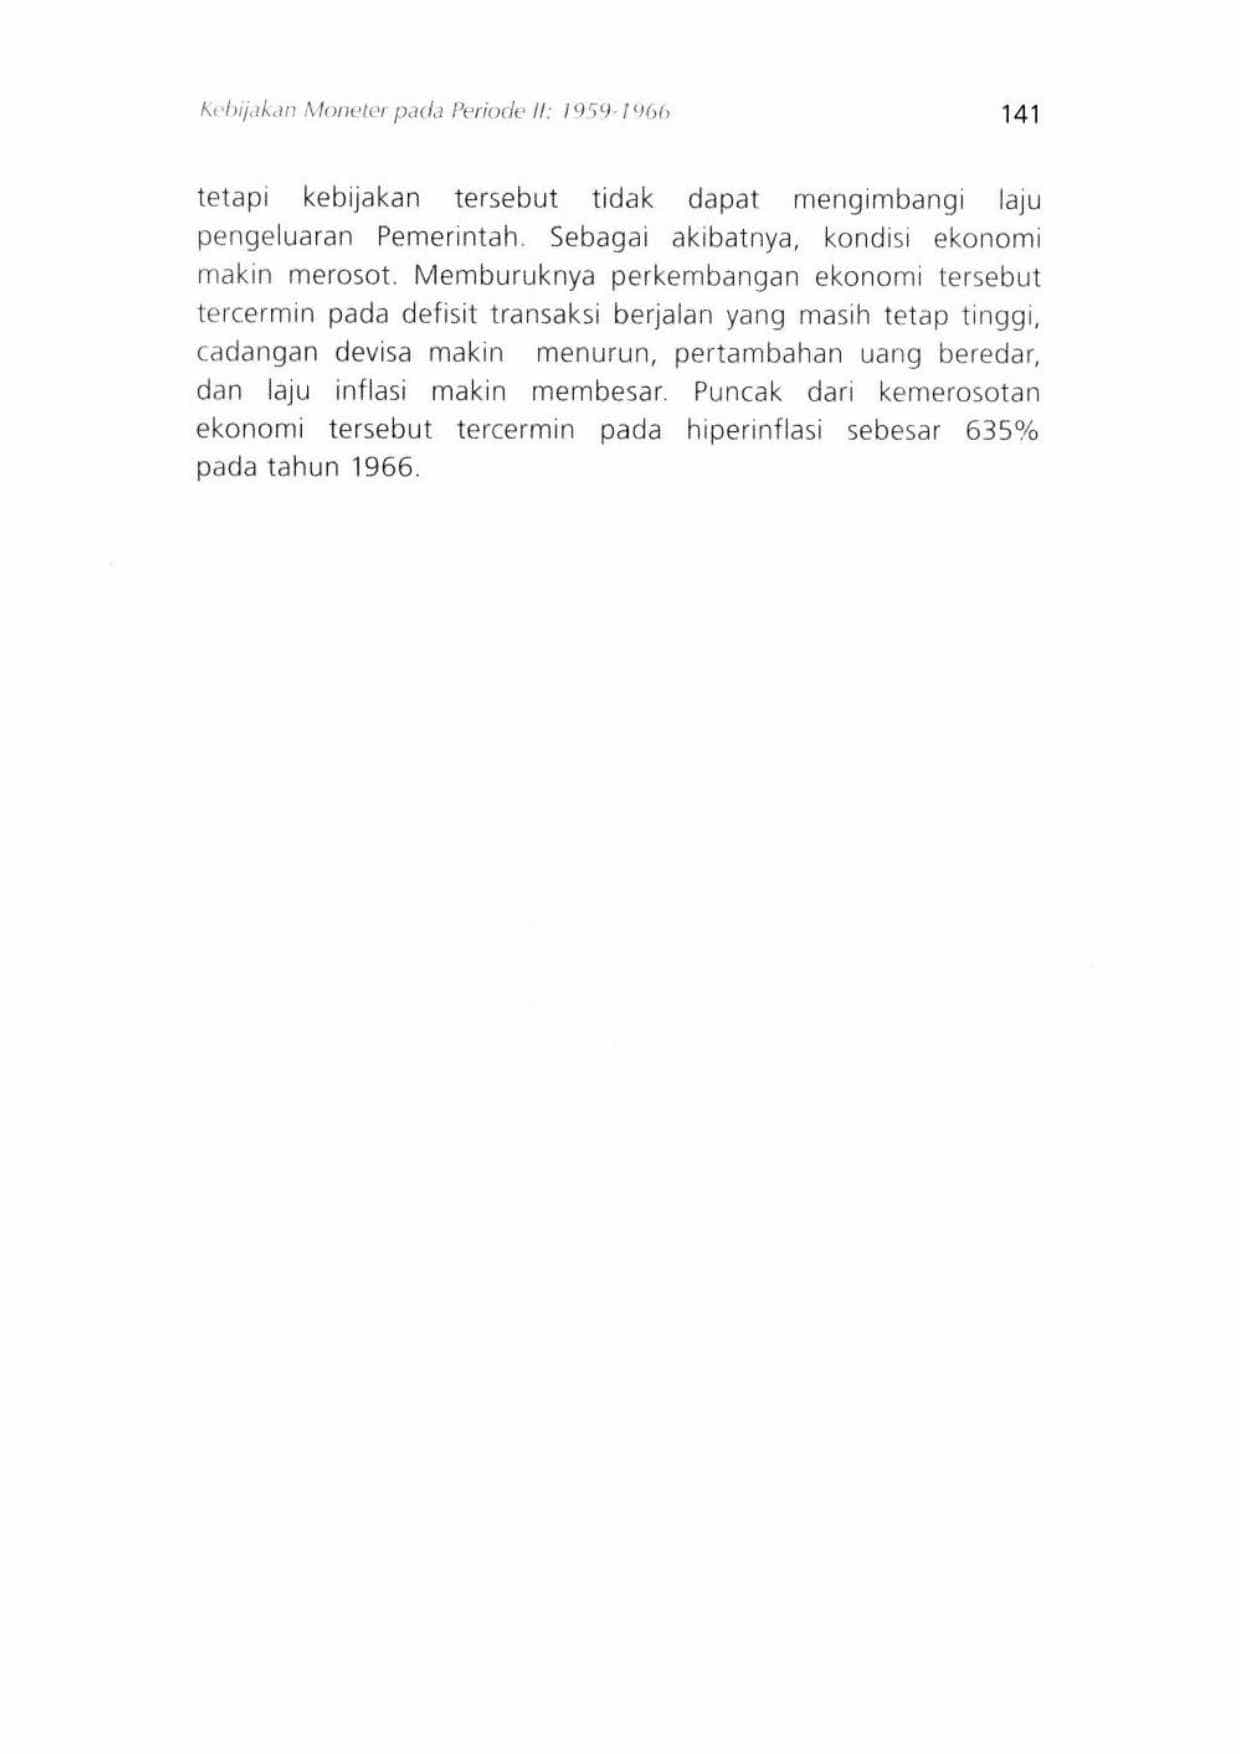 Kebijakan Moneter pada Periode II: 1959-1966 141
tetapi kebijakan tersebut tidak dapat mengimbangi laju
pengeluaran Pemerintah. Sebagai akibatnya, kondisi ekonomi
makin merosot. Memburuknya perkembangan ekonomi tersebut
tercermin pada defisit transaksi berjalan yang masih tetap tinggi,
cadangan devisa makin menurun, pertambahan uang beredar,
dan laju inflasi makin membesar. Puncak dari kemerosotan
ekonomi tersebut tercermin pada hiperinflasi sebesar 635%
pada tahun 1966.